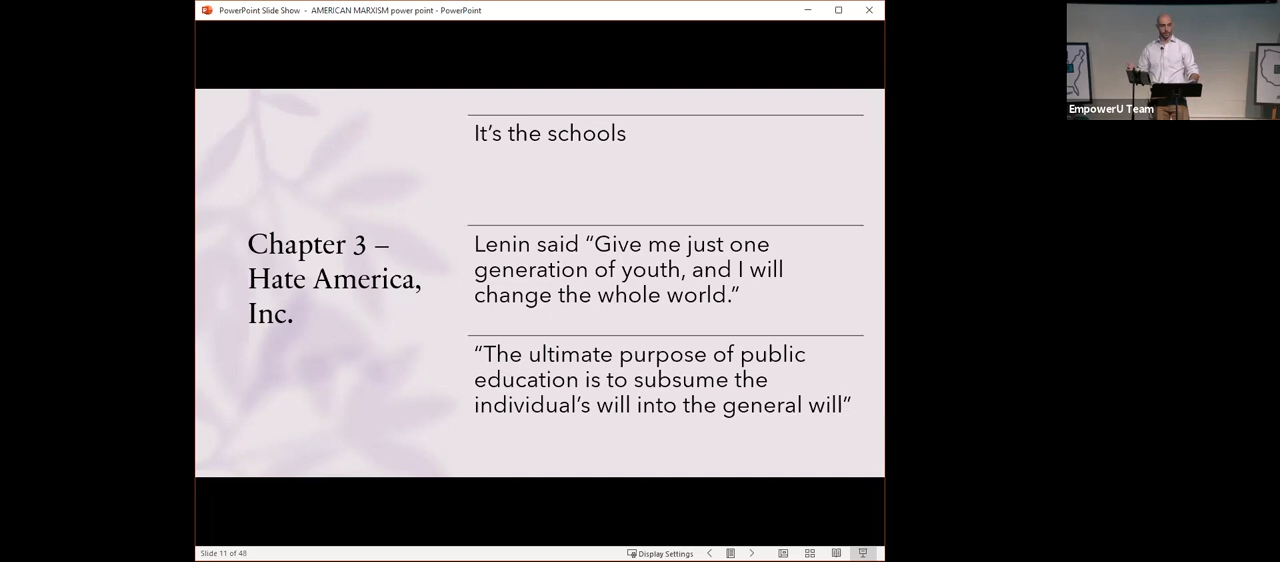 PowerPoint Slide Show - AMERICAN MARXISM power point - PowerPoint
EmpowerU Team
Chapter 3 –
Hate America,
Inc.
It’s the schools
Lenin said “Give me just one
generation of youth, and I will
change the whole world.”
“The ultimate purpose of public
education is to subsume the
individual’s will into the general will”
Slide 11 of 48
Display Settings